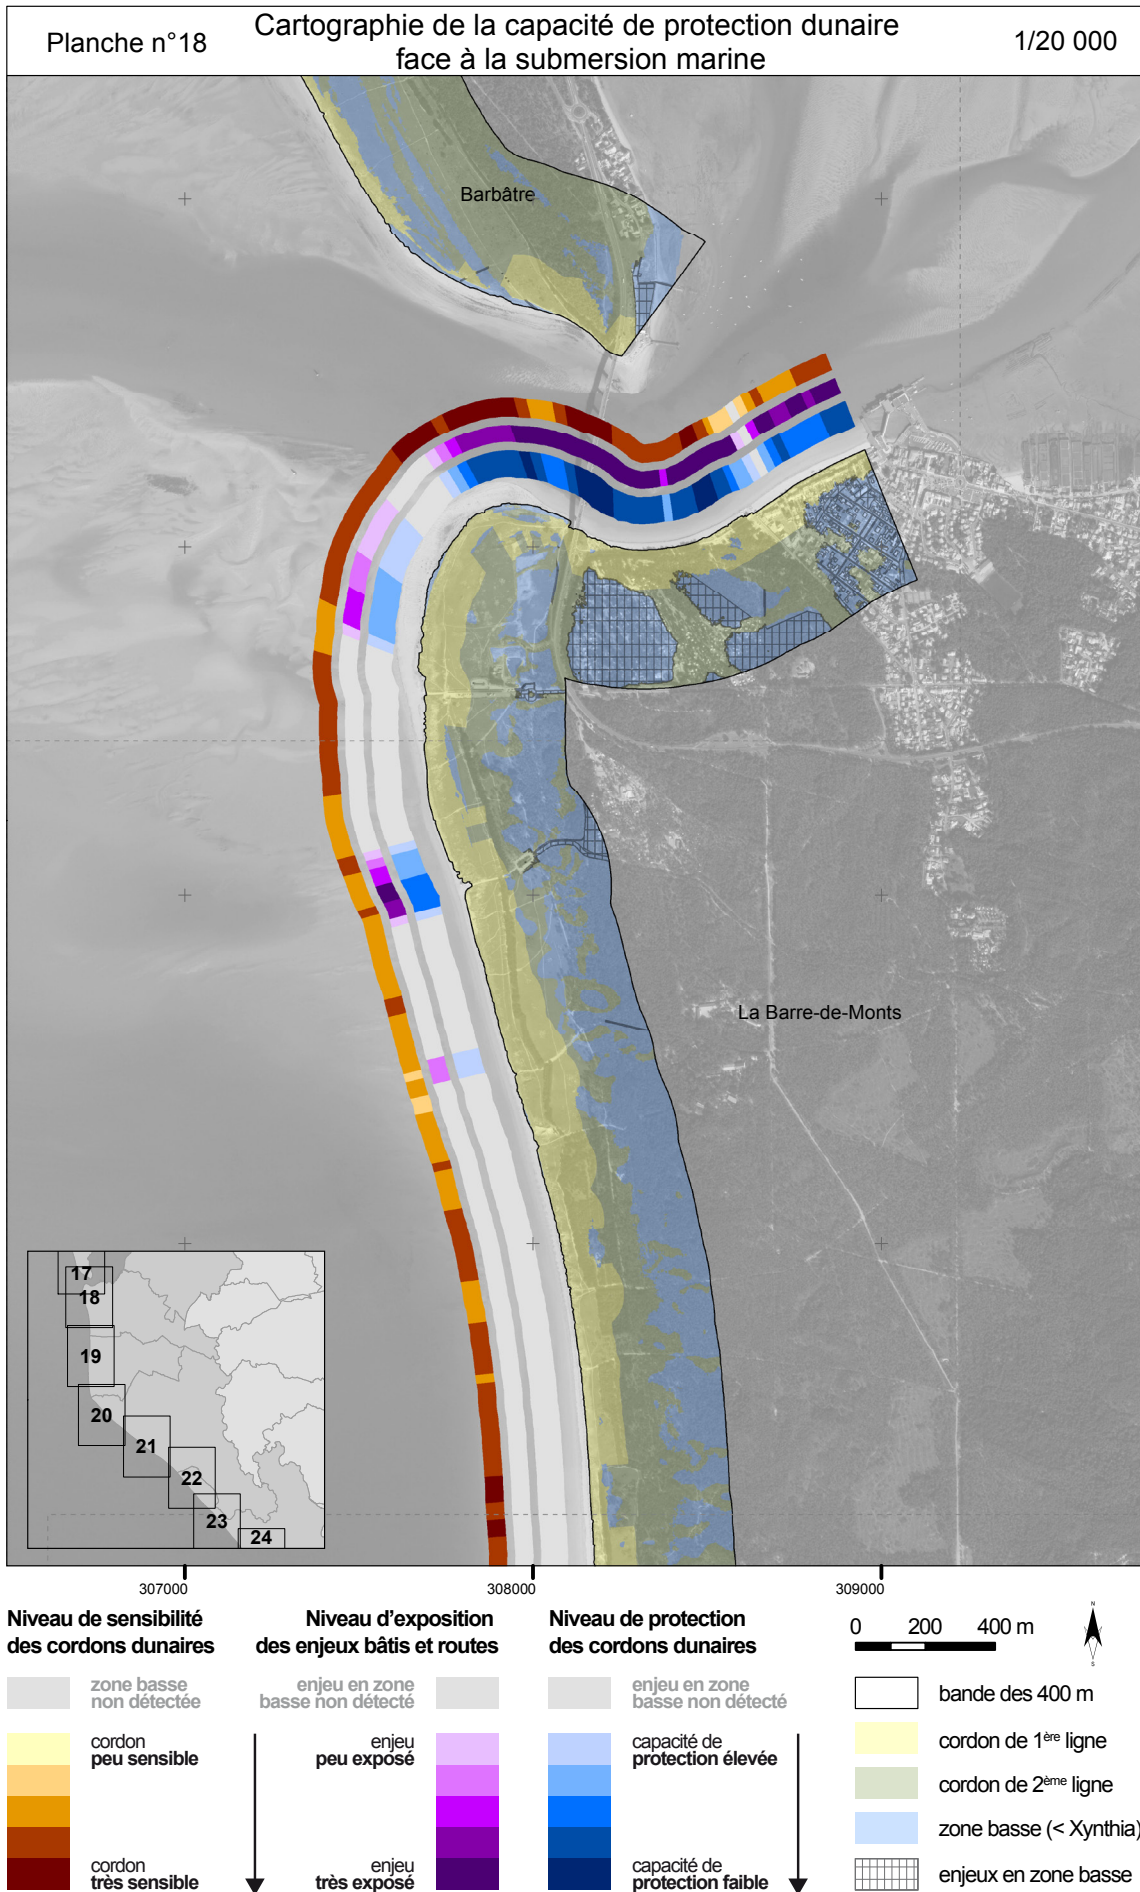 Planche n°18
Cartographie de la capacité de protection dunaire
face à la submersion marine
1/20 000
Barbâtre
La Barre-de-Monts
17
18
19
20
21
22
23
24
307000
308000
309000
Niveau de sensibilité
des cordons dunaires
zone basse
non détectée
cordon
peu sensible
cordon
très sensible
Niveau d'exposition
des enjeux bâtis et routes
enjeu en zone
basse non détecté
enjeu
peu exposé
enjeu
très exposé
Niveau de protection
des cordons dunaires
enjeu en zone
basse non détecté
capacité de
protection élevée
capacité de
protection faible
0 200 400 m
N
S
bande des 400 m
cordon de 1ère ligne
cordon de 2ème ligne
zone basse (< Xynthia)
enjeux en zone basse